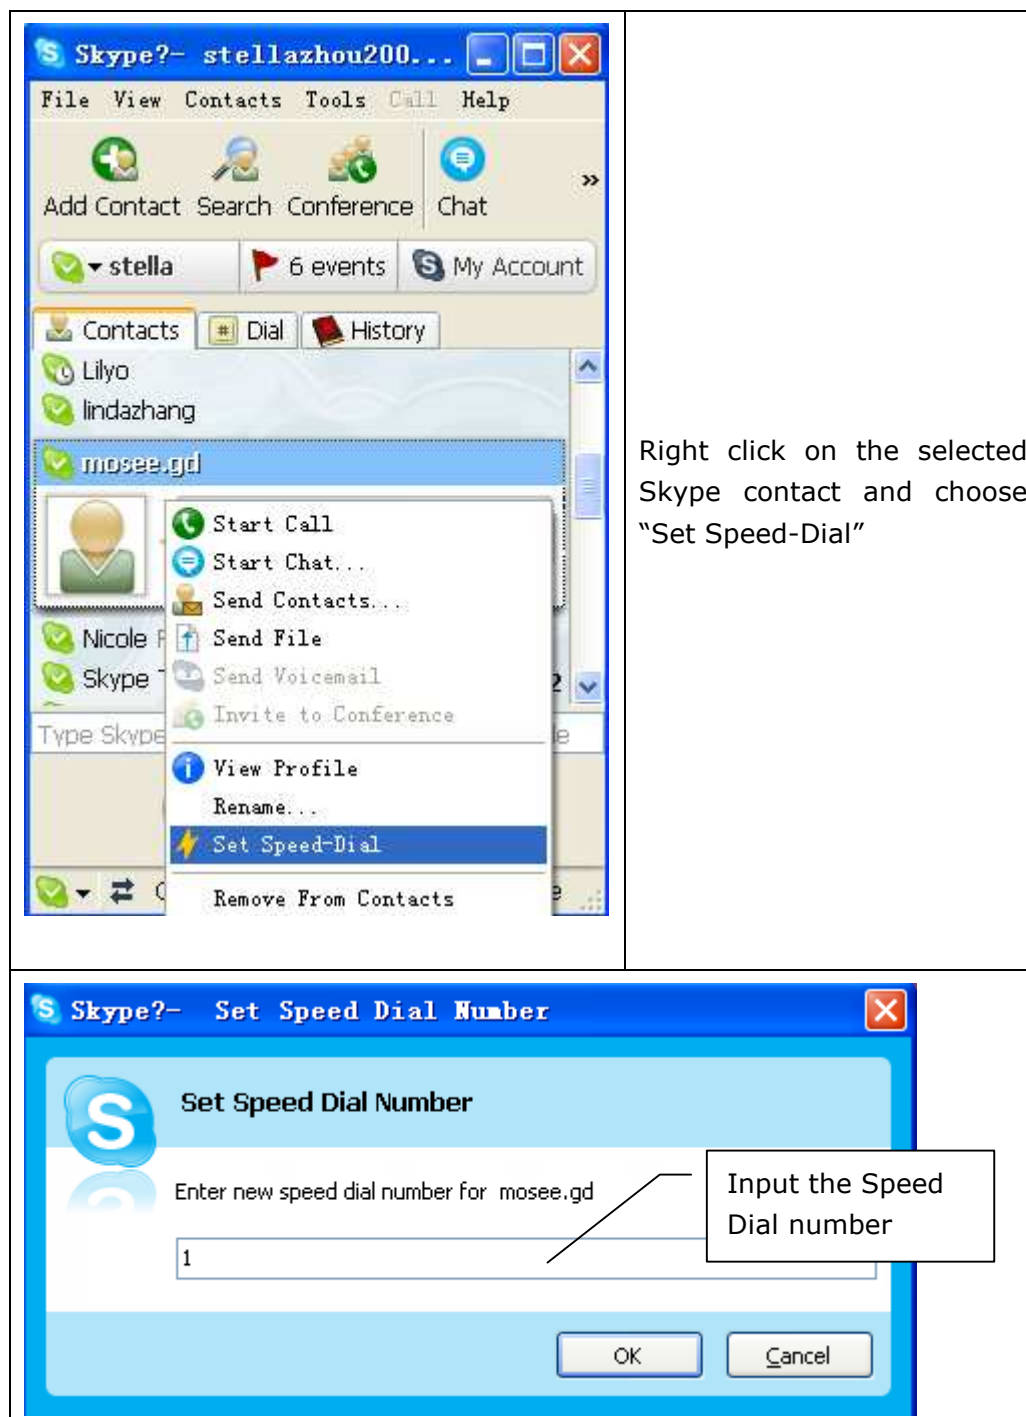 Skype?- stellazhou200...
File View Contacts Tools Call Help
Add Contact Search Conference Chat »
stella 6 events My Account
Contacts Dial History
Lilyo
lindazhang
mosee.gd
Right click on the selected
Skype contact and choose
“Set Speed-Dial”
Start Call
Start Chat...
Send Contacts...
Nicole
Send File
Skype
Send Voicemail
2
Invite to Conference
Type Skype
View Profile
Rename...
Set Speed-Dial
Remove From Contacts
Skype?- Set Speed Dial Number
Set Speed Dial Number
Enter new speed dial number for mosee.gd
Input the Speed
Dial number
1
OK Cancel